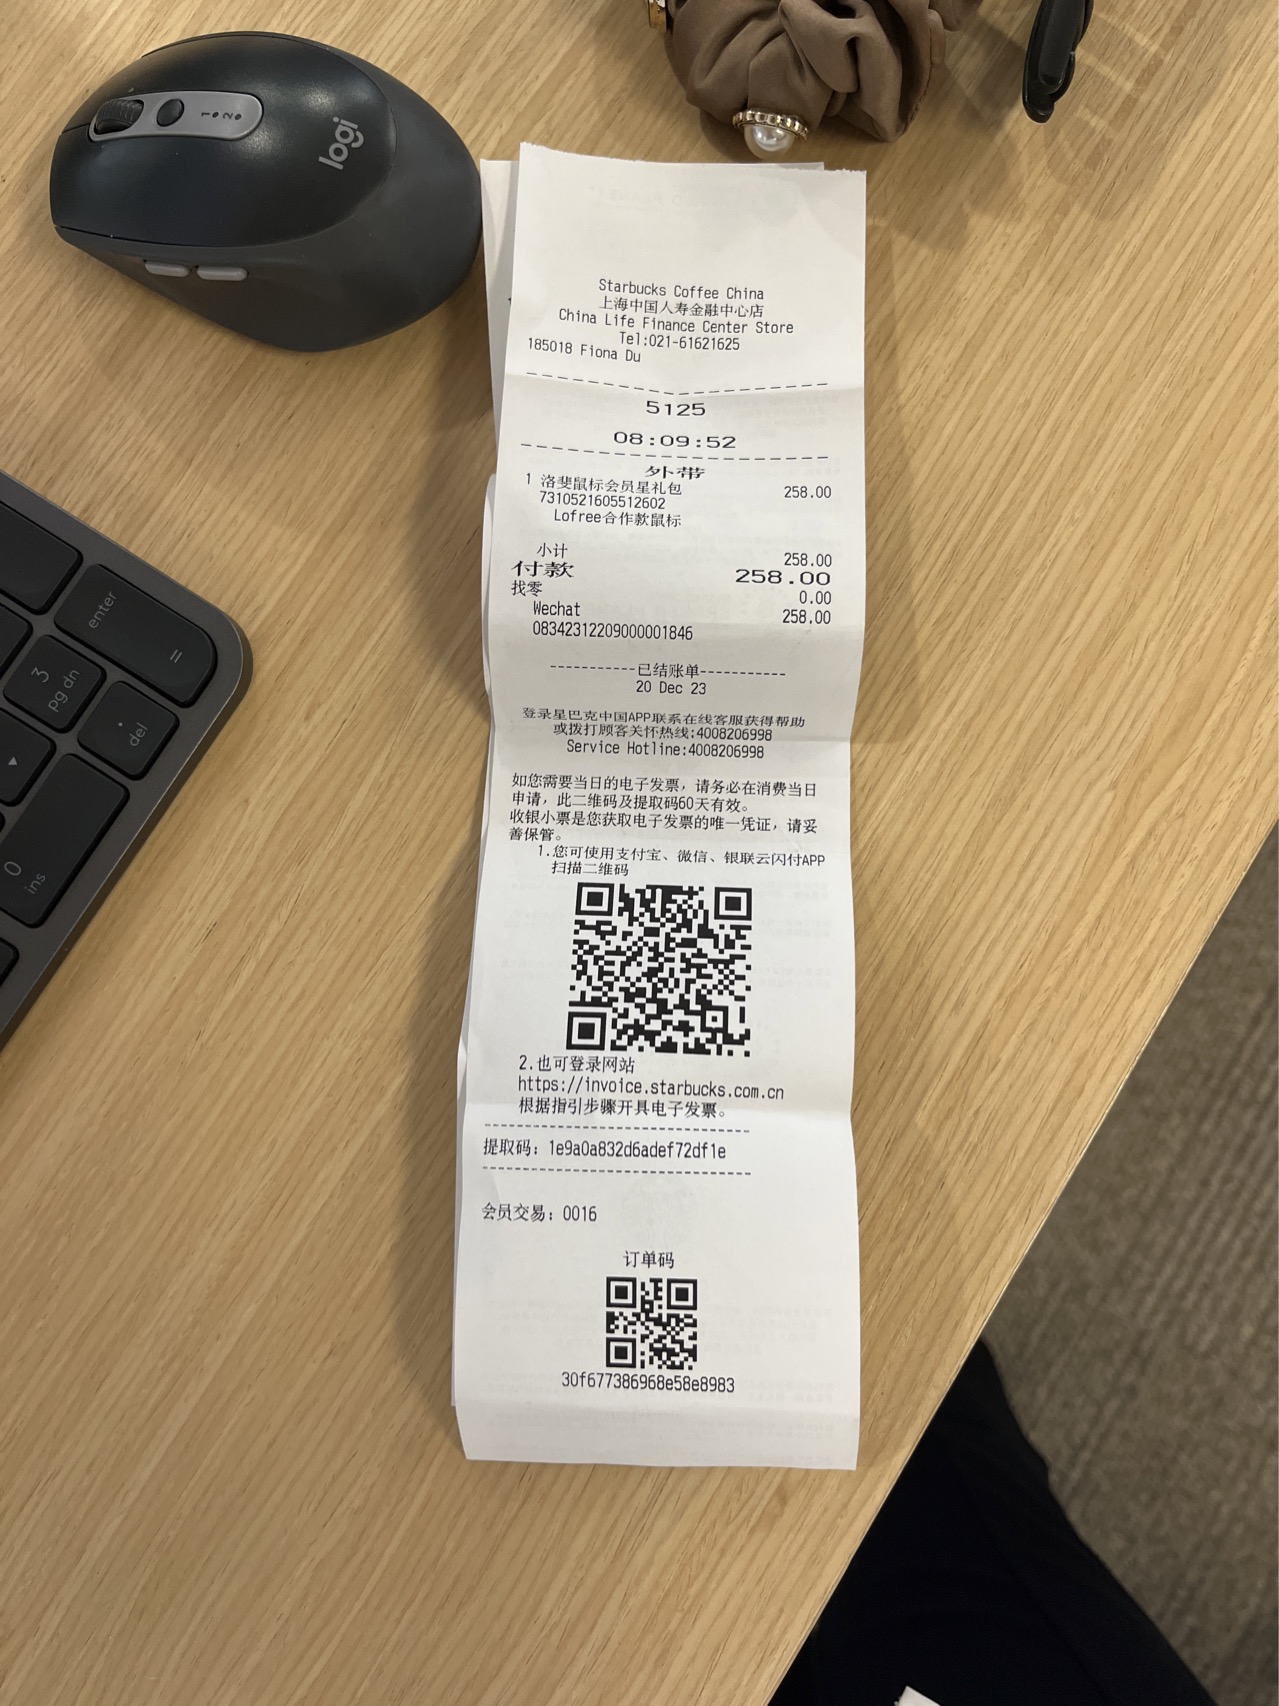 logi
1 2
Starbucks Coffee China
上海中国人寿金融中心店
China Life Finance Center Store
Tel:021-61621625
185018 Fiona Du
5125
08:09:52
外带
1 洛斐鼠标会员星礼包 258.00
7310521605512602
Lofree合作款鼠标
小计 258.00
付款 258.00
找零 0.00
Wechat 258.00
08342312209000001846
-----------已结账单-----------
20 Dec 23
登录星巴克中国APP联系在线客服获得帮助
或拨打顾客关怀热线:4008206998
Service Hotline:4008206998
如您需要当日的电子发票，请务必在消费当日
申请，此二维码及提取码60天有效。
收银小票是您获取电子发票的唯一凭证，请妥
善保管。
1.您可使用支付宝、微信、银联云闪付APP
扫描二维码
2.也可登录网站
https://invoice.starbucks.com.cn
根据指引步骤开具电子发票。
提取码: 1e9a0a832d6adef72df1e
会员交易: 0016
订单码
30f677386968e58e8983
enter
=
3
pg dn
.
del
0
ins